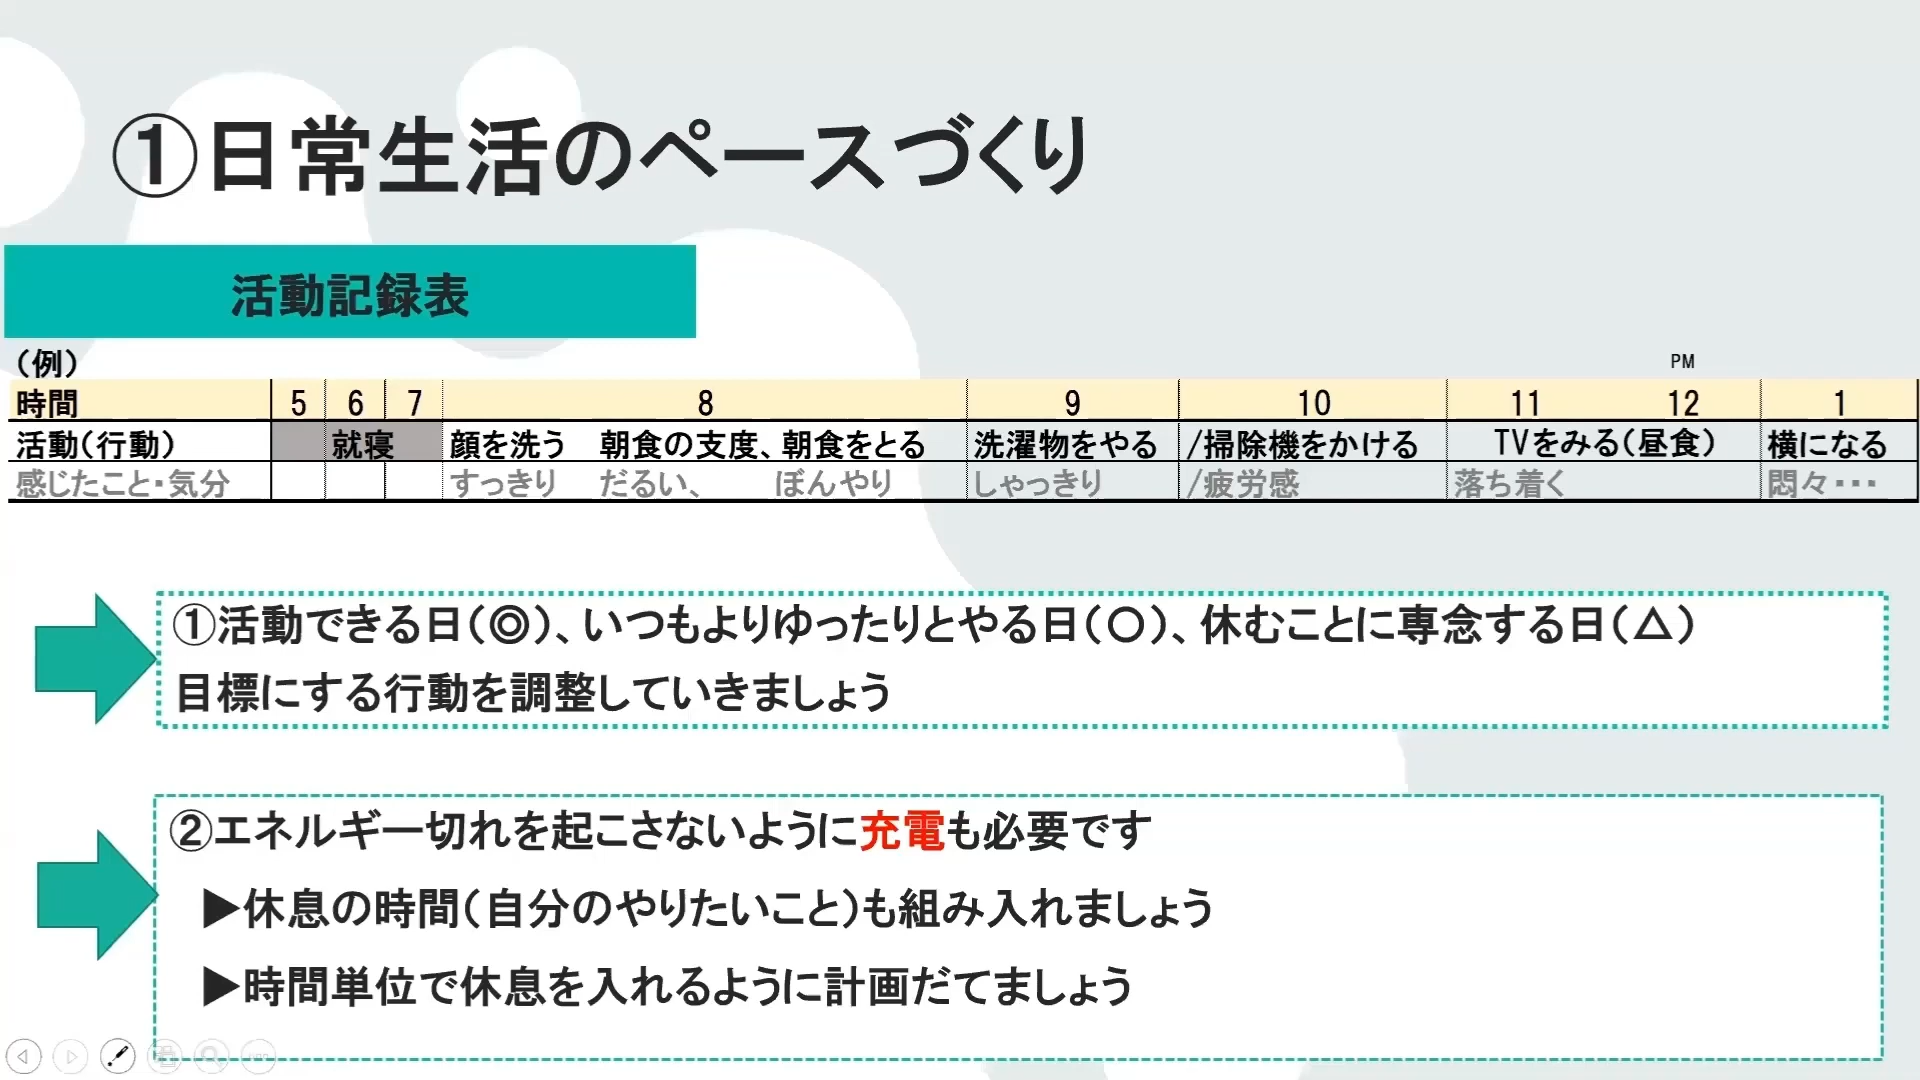 ①日常生活のペースづくり
活動記録表
（例）
PM
時間 5 6 7 8 9 10 11 12 1
活動（行動） 就寝 顔を洗う 朝食の支度、朝食をとる 洗濯物をやる /掃除機をかける TVをみる（昼食） 横になる
感じたこと・気分 すっきり だるい、 ぼんやり しゃっきり /疲労感 落ち着く 悶々・・・
①活動できる日（◎）、いつもよりゆったりとやる日（〇）、休むことに専念する日（△）
目標にする行動を調整していきましょう
②エネルギー切れを起こさないように充電も必要です
▶休息の時間（自分のやりたいこと）も組み入れましょう
▶時間単位で休息を入れるように計画だてましょう